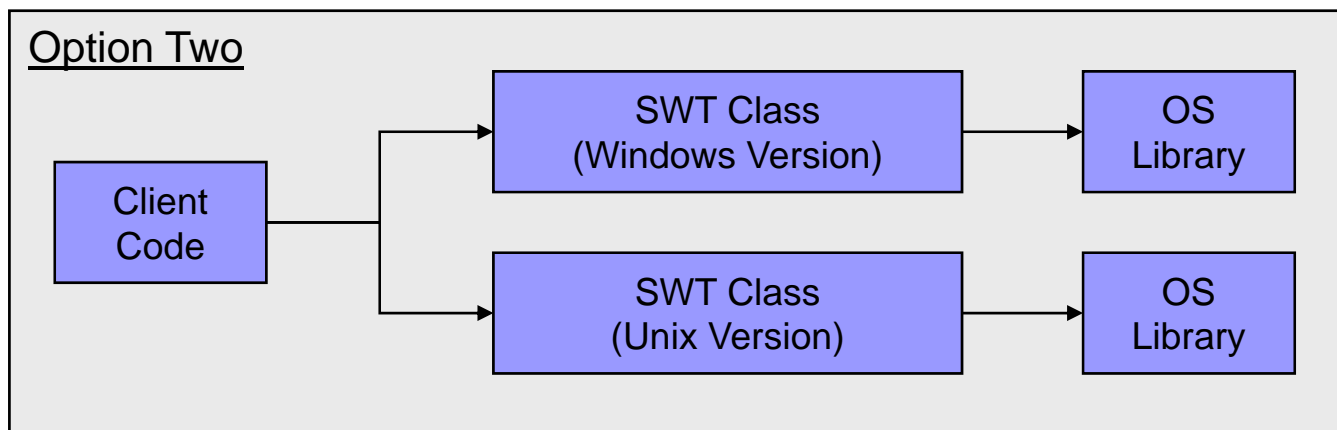 Option Two
Client
Code
SWT Class
(Windows Version)
OS
Library
SWT Class
(Unix Version)
OS
Library